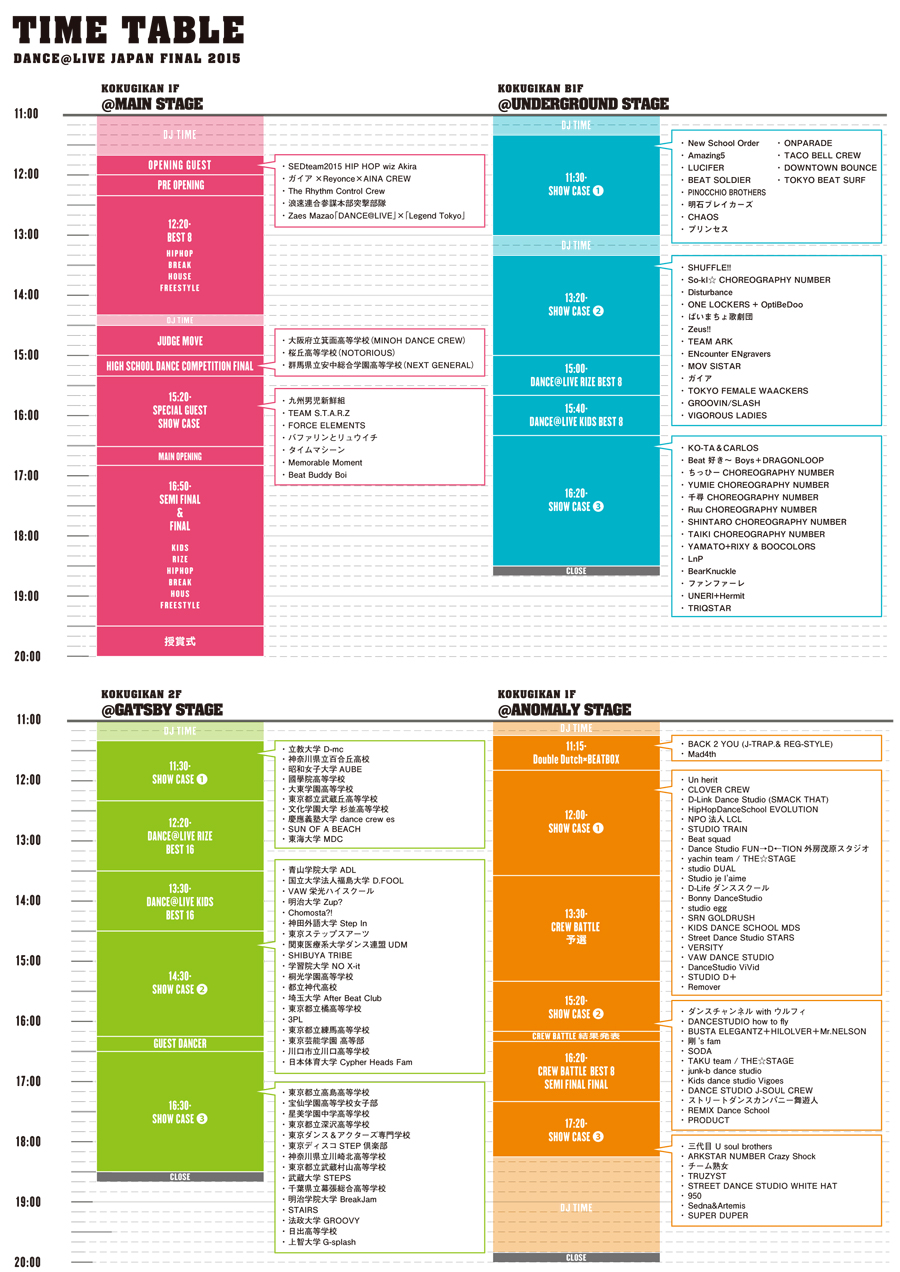 TIME TABLE
DANCE@LIVE JAPAN FINAL 2015
KOKUGIKAN 1F
@MAIN STAGE
11:00
12:00
13:00
14:00
15:00
16:00
17:00
18:00
19:00
20:00
DJ TIME
OPENING GUEST
PRE OPENING
12:20-
BEST 8
HIPHOP
BREAK
HOUSE
FREESTYLE
DJ TIME
JUDGE MOVE
HIGH SCHOOL DANCE COMPETITION FINAL
15:20-
SPECIAL GUEST
SHOW CASE
MAIN OPENING
16:50-
SEMI FINAL
&
FINAL
KIDS
RIZE
HIPHOP
BREAK
HOUS
FREESTYLE
授賞式
・SEDteam2015 HIP HOP wiz Akira
・ガイア ×Reyonce×AINA CREW
・The Rhythm Control Crew
・浪速連合参謀本部突撃部隊
・Zaes Mazao「DANCE@LIVE」×「Legend Tokyo」
・大阪府立箕面高等学校（MINOH DANCE CREW）
・桜丘高等学校（NOTORIOUS）
・群馬県立安中総合学園高等学校（NEXT GENERAL）
・九州男児新鮮組
・TEAM S.T.A.R.Z
・FORCE ELEMENTS
・バファリンとリュウイチ
・タイムマシーン
・Memorable Moment
・Beat Buddy Boi
KOKUGIKAN B1F
@UNDERGROUND STAGE
DJ TIME
11:30-
SHOW CASE ❶
DJ TIME
13:20-
SHOW CASE ❷
15:00-
DANCE@LIVE RIZE BEST 8
15:40-
DANCE@LIVE KIDS BEST 8
16:20-
SHOW CASE ❸
CLOSE
・New School Order
・Amazing5
・LUCIFER
・BEAT SOLDIER
・PINOCCHIO BROTHERS
・明石ブレイカーズ
・CHAOS
・プリンセス
・ONPARADE
・TACO BELL CREW
・DOWNTOWN BOUNCE
・TOKYO BEAT SURF
・SHUFFLE!!
・So-ki☆ CHOREOGRAPHY NUMBER
・Disturbance
・ONE LOCKERS + OptiBeDoo
・ぱいまちょ歌劇団
・Zeus!!
・TEAM ARK
・ENcounter ENgravers
・MOV SISTAR
・ガイア
・TOKYO FEMALE WAACKERS
・GROOVIN/SLASH
・VIGOROUS LADIES
・KO-TA＆CARLOS
・Beat 好き〜 Boys＋DRAGONLOOP
・ちっひー CHOREOGRAPHY NUMBER
・YUMIE CHOREOGRAPHY NUMBER
・千尋 CHOREOGRAPHY NUMBER
・Ruu CHOREOGRAPHY NUMBER
・SHINTARO CHOREOGRAPHY NUMBER
・TAIKI CHOREOGRAPHY NUMBER
・YAMATO+RIXY & BOOCOLORS
・LnP
・BearKnuckle
・ファンファーレ
・UNERI+Hermit
・TRIQSTAR
KOKUGIKAN 2F
@GATSBY STAGE
11:00
12:00
13:00
14:00
15:00
16:00
17:00
18:00
19:00
20:00
DJ TIME
11:30-
SHOW CASE ❶
12:20-
DANCE@LIVE RIZE
BEST 16
13:30-
DANCE@LIVE KIDS
BEST 16
14:30-
SHOW CASE ❷
GUEST DANCER
16:30-
SHOW CASE ❸
CLOSE
・立教大学 D-mc
・神奈川県立百合丘高校
・昭和女子大学 AUBE
・國學院高等学校
・大東学園高等学校
・東京都立武蔵丘高等学校
・文化学園大学 杉並高等学校
・慶應義塾大学 dance crew es
・SUN OF A BEACH
・東海大学 MDC
・青山学院大学 ADL
・国立大学法人福島大学 D.FOOL
・VAW 栄光ハイスクール
・明治大学 Zup?
・Chomosta?!
・神田外語大学 Step In
・東京ステップスアーツ
・関東医療系大学ダンス連盟 UDM
・SHIBUYA TRIBE
・学習院大学 NO X-it
・桐光学園高等学校
・都立神代高校
・埼玉大学 After Beat Club
・東京都立橘高等学校
・3PL
・東京都立練馬高等学校
・東京芸能学園 高等部
・川口市立川口高等学校
・日本体育大学 Cypher Heads Fam
・東京都立高島高等学校
・宝仙学園高等学校女子部
・星美学園中学高等学校
・東京都立深沢高等学校
・東京ダンス＆アクターズ専門学校
・東京ディスコ STEP 倶楽部
・神奈川県立川崎北高等学校
・東京都立武蔵村山高等学校
・武蔵大学 STEPS
・千葉県立幕張総合高等学校
・明治学院大学 BreakJam
・STAIRS
・法政大学 GROOVY
・日出高等学校
・上智大学 G-splash
KOKUGIKAN 1F
@ANOMALY STAGE
DJ TIME
11:15-
Double Dutch×BEATBOX
12:00-
SHOW CASE ❶
13:30-
CREW BATTLE
予選
15:20-
SHOW CASE ❷
CREW BATTLE 結果発表
16:20-
CREW BATTLE BEST 8
SEMI FINAL FINAL
17:20-
SHOW CASE ❸
DJ TIME
CLOSE
・BACK 2 YOU (J-TRAP.& REG-STYLE)
・Mad4th
・Un herit
・CLOVER CREW
・D-Link Dance Studio (SMACK THAT)
・HipHopDanceSchool EVOLUTION
・NPO 法人 LCL
・STUDIO TRAIN
・Beat squad
・Dance Studio FUN→D←TION 外房茂原スタジオ
・yachin team / THE☆STAGE
・studio DUAL
・Studio je l'aime
・D-Life ダンススクール
・Bonny DanceStudio
・studio egg
・SRN GOLDRUSH
・KIDS DANCE SCHOOL MDS
・Street Dance Studio STARS
・VERSITY
・VAW DANCE STUDIO
・DanceStudio ViVid
・STUDIO D＋
・Remover
・ダンスチャンネル with ウルフィ
・DANCESTUDIO how to fly
・BUSTA ELEGANTZ＋HILOLVER＋Mr.NELSON
・剛 's fam
・SODA
・TAKU team / THE☆STAGE
・junk-b dance studio
・Kids dance studio Vigoes
・DANCE STUDIO J-SOUL CREW
・ストリートダンスカンパニー舞遊人
・REMIX Dance School
・PRODUCT
・三代目 U soul brothers
・ARKSTAR NUMBER Crazy Shock
・チーム熟女
・TRUZYST
・STREET DANCE STUDIO WHITE HAT
・950
・Sedna&Artemis
・SUPER DUPER